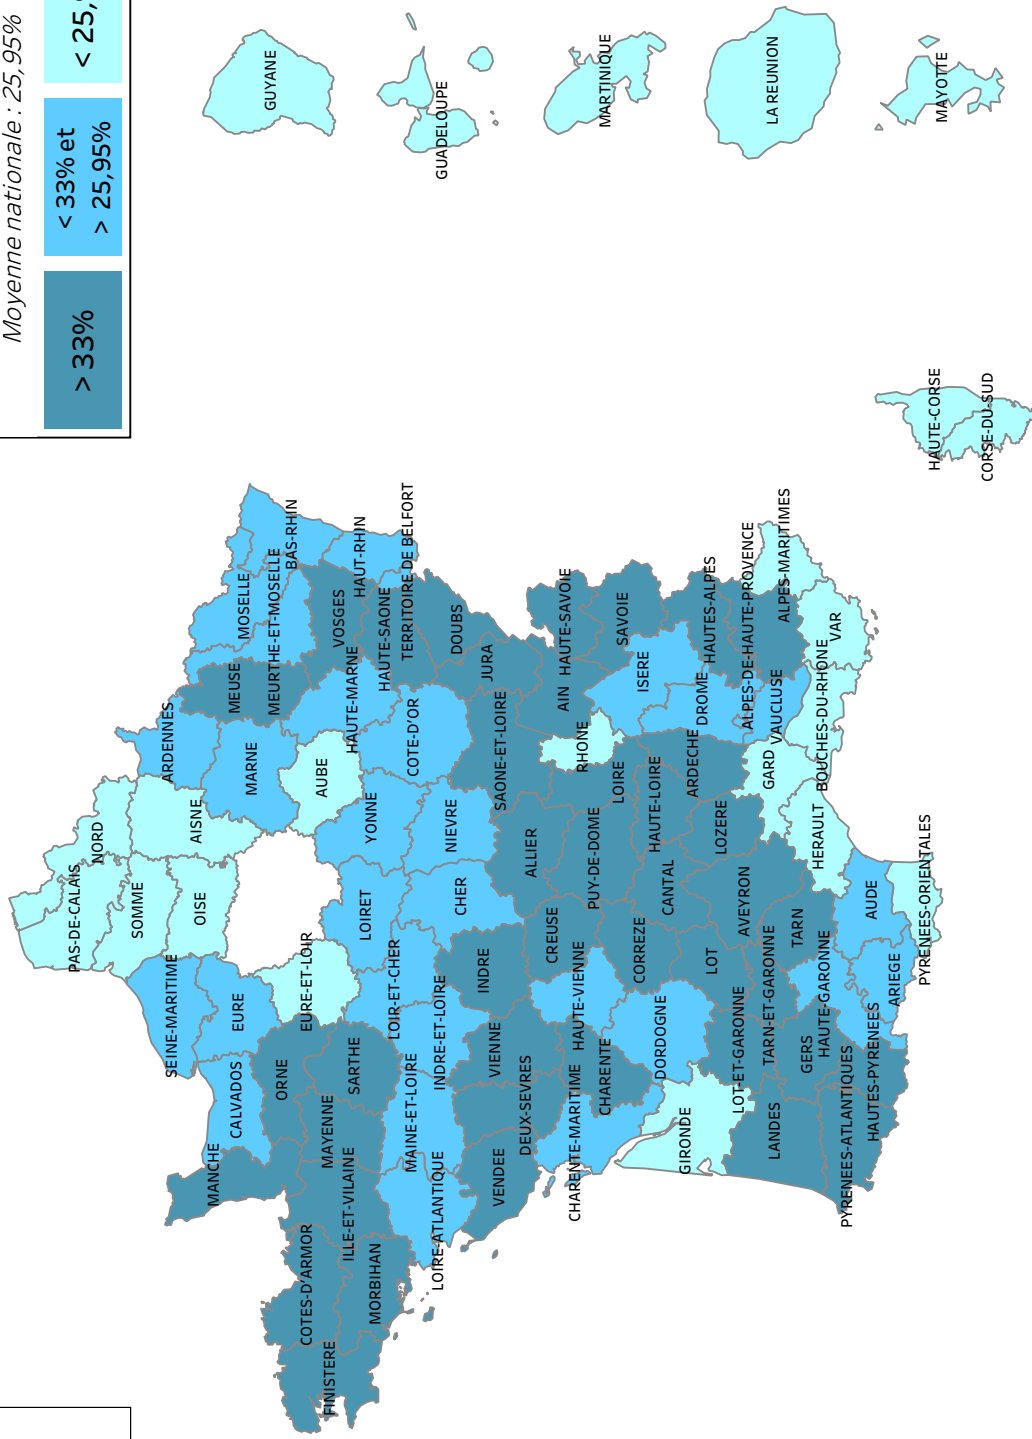 Moyenne nationale : 25,95%
> 33%
< 33% et
> 25,95%
< 25,
PAS-DE-CALAIS
NORD
SOMME
AISNE
OISE
ARDENNES
SEINE-MARITIME
EURE
CALVADOS
MANCHE
MARNE
MEUSE
MOSELLE
MEURTHE-ET-MOSELLE
BAS-RHIN
ORNE
EURE-ET-LOIR
AUBE
HAUTE-MARNE
VOSGES
HAUT-RHIN
FINISTERE
COTES-D'ARMOR
ILLE-ET-VILAINE
MORBIHAN
MAYENNE
SARTHE
LOIRET
YONNE
HAUTE-SAONE
TERRITOIRE DE BELFORT
LOIRE-ATLANTIQUE
MAINE-ET-LOIRE
INDRE-ET-LOIRE
LOIR-ET-CHER
CHER
NIEVRE
COTE-D'OR
DOUBS
JURA
VENDEE
DEUX-SEVRES
VIENNE
INDRE
ALLIER
SAONE-ET-LOIRE
AIN
HAUTE-SAVOIE
SAVOIE
CHARENTE-MARITIME
CHARENTE
HAUTE-VIENNE
CREUSE
PUY-DE-DOME
LOIRE
RHONE
ISERE
GIRONDE
DORDOGNE
CORREZE
CANTAL
HAUTE-LOIRE
ARDECHE
DROME
HAUTES-ALPES
LOT-ET-GARONNE
LOT
AVEYRON
LOZERE
GARD
VAUCLUSE
ALPES-DE-HAUTE-PROVENCE
ALPES-MARITIMES
LANDES
GERS
TARN-ET-GARONNE
TARN
HERAULT
BOUCHES-DU-RHONE
VAR
PYRENEES-ATLANTIQUES
HAUTES-PYRENEES
HAUTE-GARONNE
ARIEGE
AUDE
PYRENEES-ORIENTALES
HAUTE-CORSE
CORSE-DU-SUD
GUYANE
GUADELOUPE
MARTINIQUE
LA REUNION
MAYOTTE